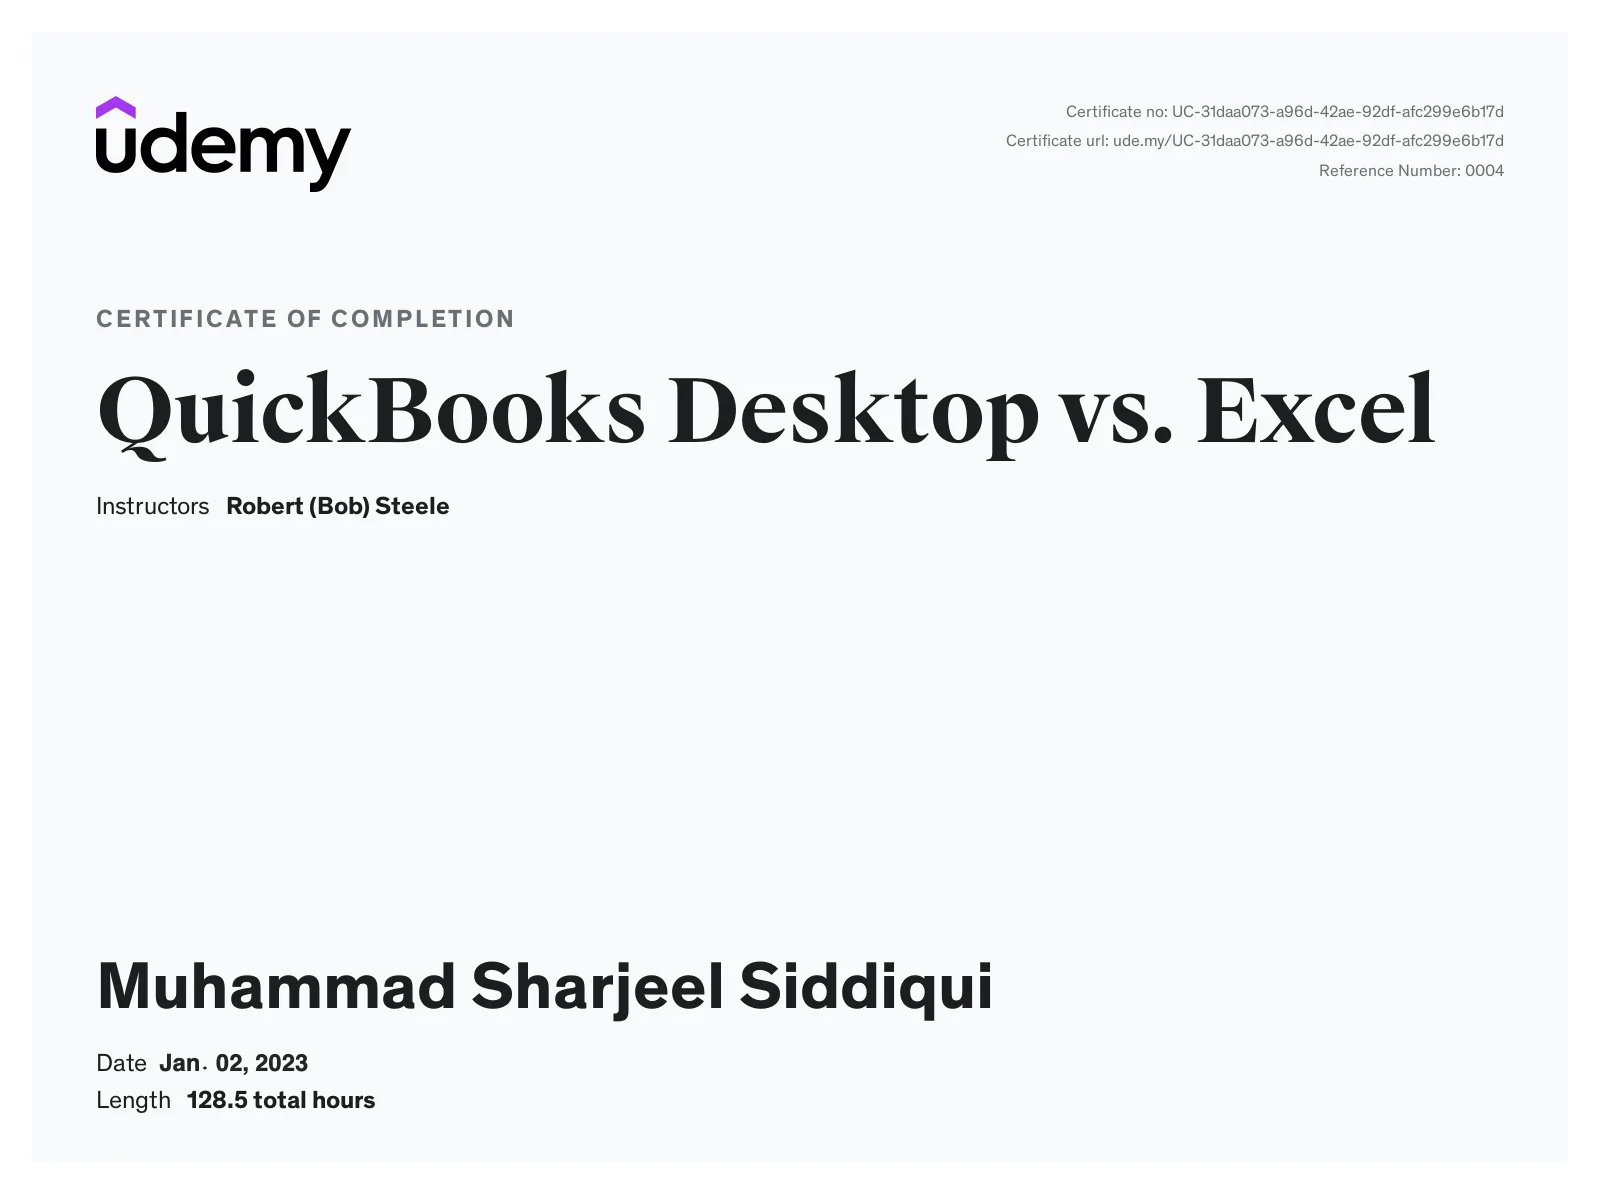 udemy
Certificate no: UC-31daa073-a96d-42ae-92df-afc299e6b17d
Certificate url: ude.my/UC-31daa073-a96d-42ae-92df-afc299e6b17d
Reference Number: 0004
CERTIFICATE OF COMPLETION
QuickBooks Desktop vs. Excel
Instructors Robert (Bob) Steele
Muhammad Sharjeel Siddiqui
Date Jan. 02, 2023
Length 128.5 total hours